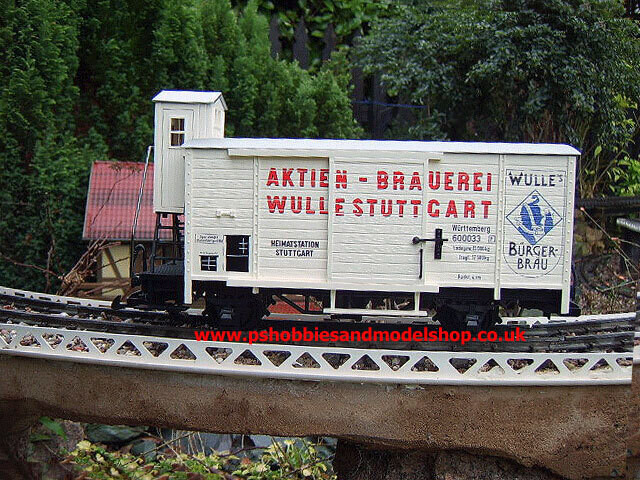 AKTIEN - BRAUEREI
WULLE STUTTGART
HEIMATSTATION
STUTTGART
Württemberg
600033
WULLE'S
BÜRGER-
BRÄU
www.pshobbiesandmodelshop.co.uk